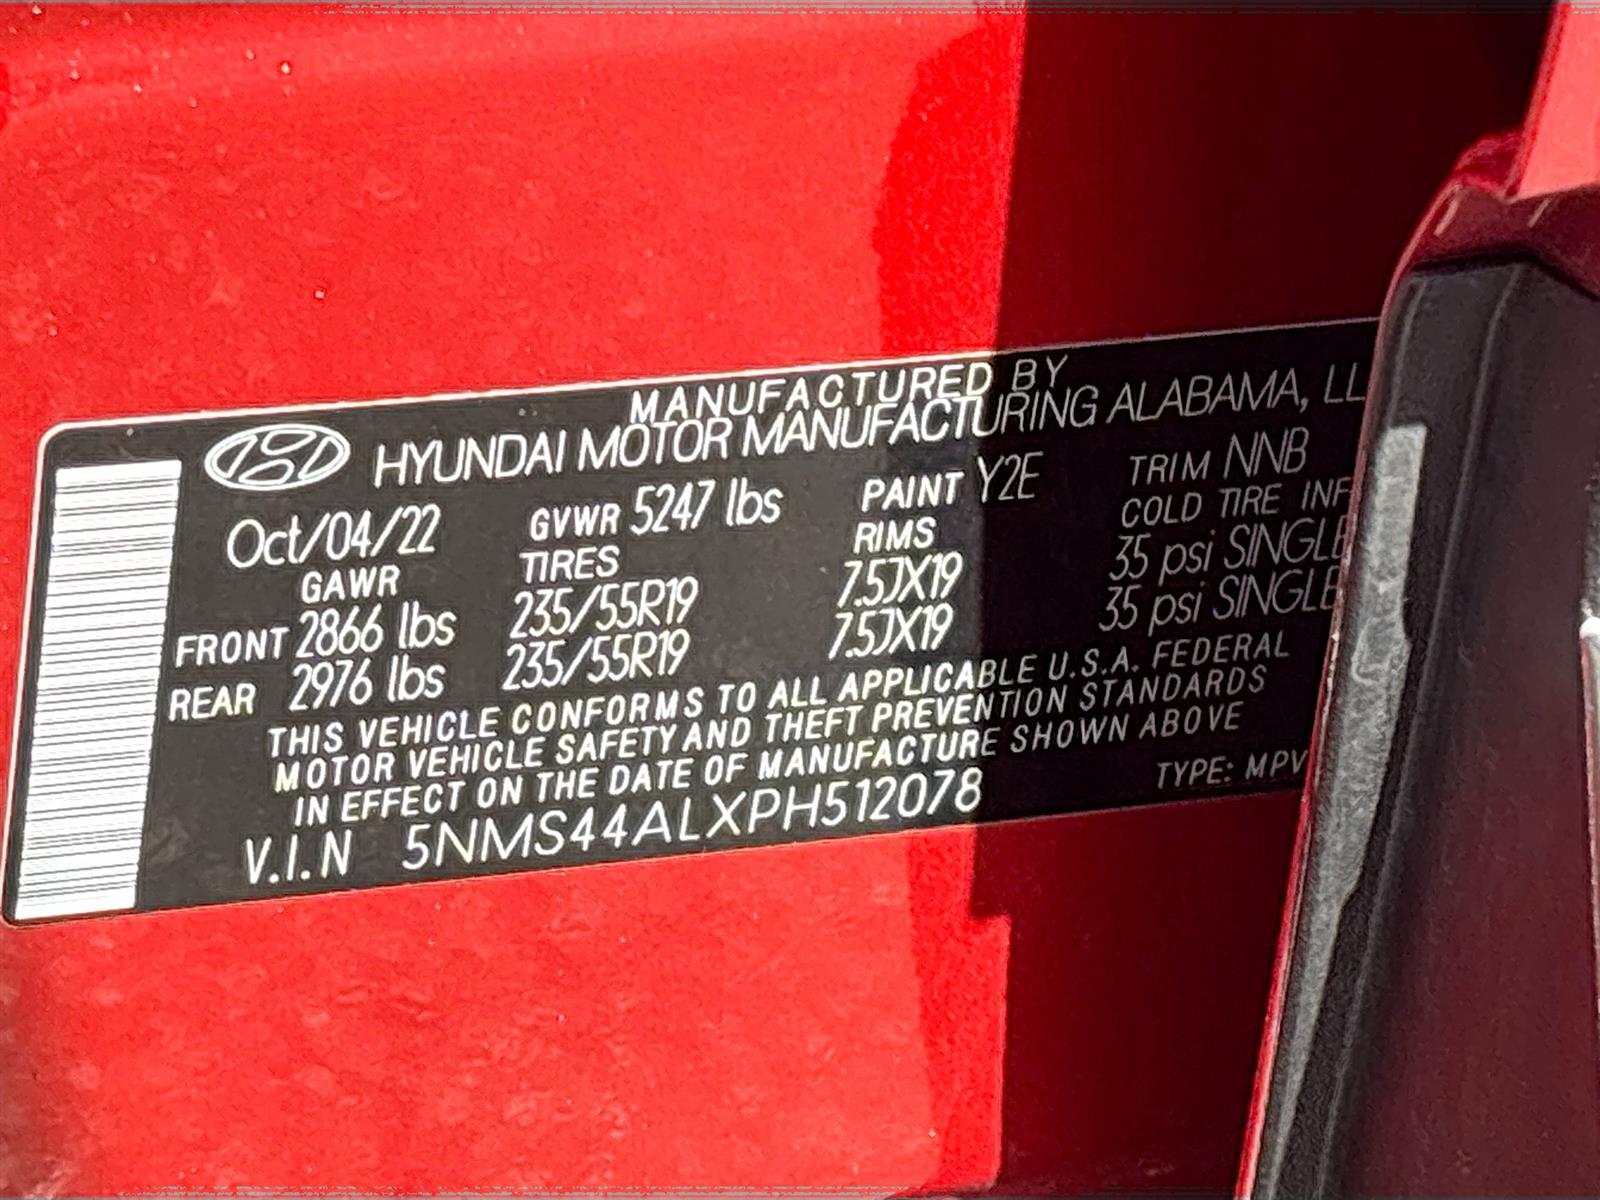 MANUFACTURED BY
HYUNDAI MOTOR MANUFACTURING ALABAMA, LL
Oct/04/22 GVWR 5247 lbs PAINT Y2E TRIM NNB
GAWR TIRES RIMS COLD TIRE INF
FRONT 2866 lbs 235/55R19 7.5JX19 35 psi SINGLE
REAR 2976 lbs 235/55R19 7.5JX19 35 psi SINGLE
THIS VEHICLE CONFORMS TO ALL APPLICABLE U.S.A. FEDERAL
MOTOR VEHICLE SAFETY AND THEFT PREVENTION STANDARDS
IN EFFECT ON THE DATE OF MANUFACTURE SHOWN ABOVE
V.I.N 5NMS44ALXPH512078 TYPE: MPV